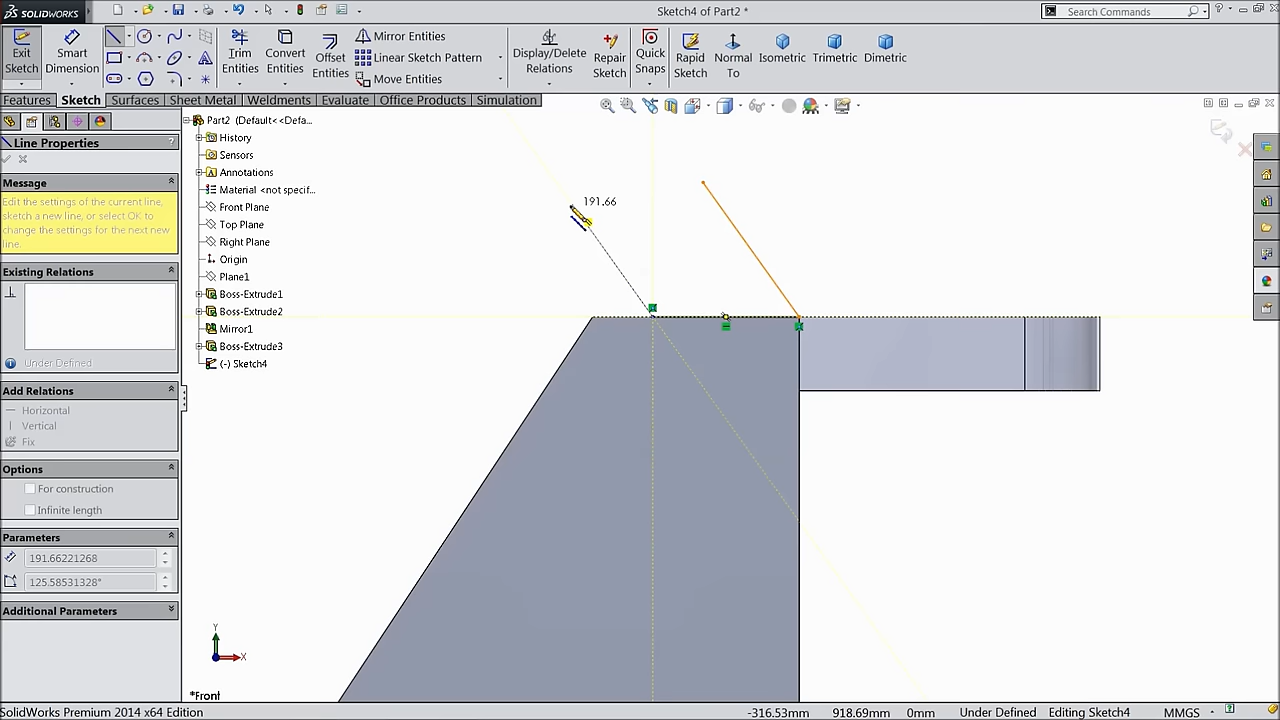 SOLIDWORKS
Sketch4 of Part2 *
Search Commands
Exit Sketch
Smart Dimension
Trim Entities
Convert Entities
Offset Entities
Mirror Entities
Linear Sketch Pattern
Move Entities
Display/Delete Relations
Repair Sketch
Quick Snaps
Rapid Sketch
Normal To
Isometric
Trimetric
Dimetric
Features
Sketch
Surfaces
Sheet Metal
Weldments
Evaluate
Office Products
Simulation
Line Properties
?
Message
Edit the settings of the current line,
sketch a new line, or select OK to
change the settings for the next new
line.
Existing Relations
Under Defined
Add Relations
Horizontal
Vertical
Fix
Options
For construction
Infinite length
Parameters
191.66221268
125.58531328°
Additional Parameters
Part2 (Default<<Defa...
History
Sensors
Annotations
Material <not specif...
Front Plane
Top Plane
Right Plane
Origin
Plane1
Boss-Extrude1
Boss-Extrude2
Mirror1
Boss-Extrude3
(-) Sketch4
191.66
Y
X
*Front
SolidWorks Premium 2014 x64 Edition
-316.53mm
918.69mm
0mm
Under Defined
Editing Sketch4
MMGS